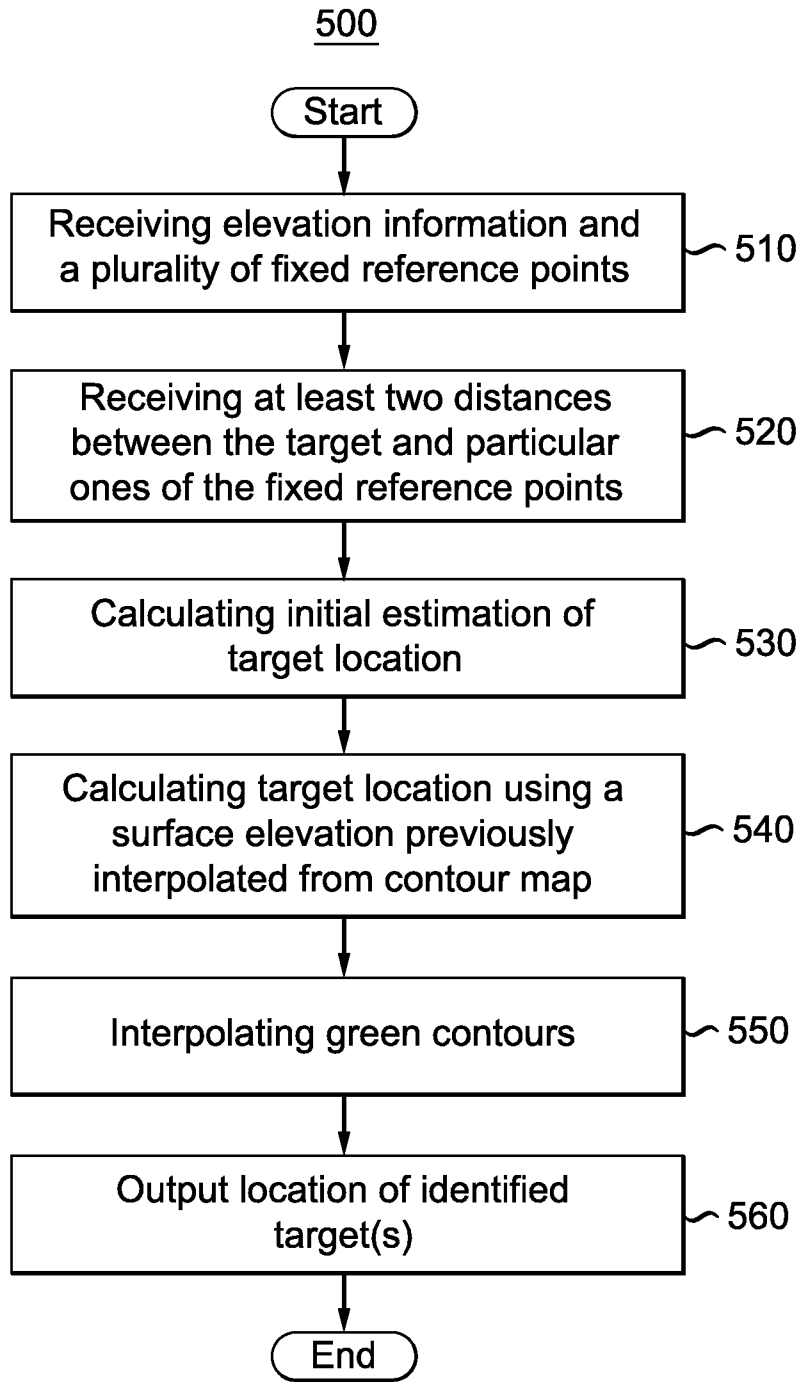 500
Start
Receiving elevation information and
a plurality of fixed reference points
510
Receiving at least two distances
between the target and particular
ones of the fixed reference points
520
Calculating initial estimation of
target location
530
Calculating target location using a
surface elevation previously
interpolated from contour map
540
Interpolating green contours
550
Output location of identified
target(s)
560
End